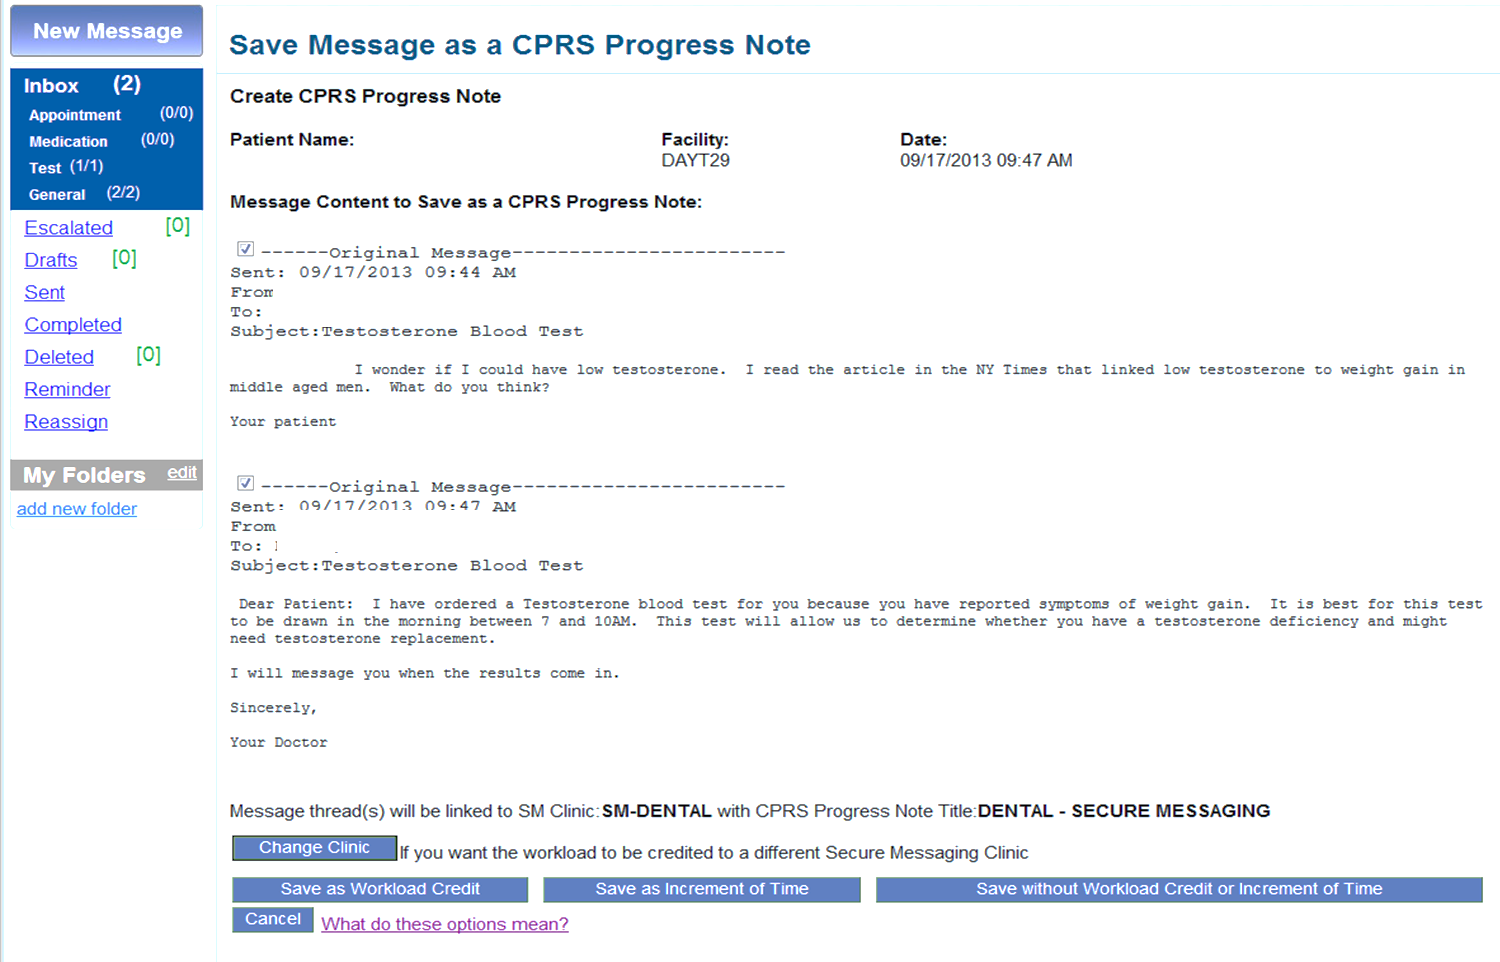 New Message
Inbox (2)
Appointment (0/0)
Medication (0/0)
Test (1/1)
General (2/2)
Escalated [0]
Drafts [0]
Sent
Completed
Deleted [0]
Reminder
Reassign
My Folders edit
add new folder
Save Message as a CPRS Progress Note
Create CPRS Progress Note
Patient Name: Facility: Date:
DAYT29 09/17/2013 09:47 AM
Message Content to Save as a CPRS Progress Note:
------Original Message------------------------
Sent: 09/17/2013 09:44 AM
From
To:
Subject:Testosterone Blood Test
I wonder if I could have low testosterone. I read the article in the NY Times that linked low testosterone to weight gain in
middle aged men. What do you think?
Your patient
------Original Message------------------------
Sent: 09/17/2013 09:47 AM
From
To:
Subject:Testosterone Blood Test
Dear Patient: I have ordered a Testosterone blood test for you because you have reported symptoms of weight gain. It is best for this test
to be drawn in the morning between 7 and 10AM. This test will allow us to determine whether you have a testosterone deficiency and might
need testosterone replacement.
I will message you when the results come in.
Sincerely,
Your Doctor
Message thread(s) will be linked to SM Clinic:SM-DENTAL with CPRS Progress Note Title:DENTAL - SECURE MESSAGING
Change Clinic If you want the workload to be credited to a different Secure Messaging Clinic
Save as Workload Credit Save as Increment of Time Save without Workload Credit or Increment of Time
Cancel What do these options mean?